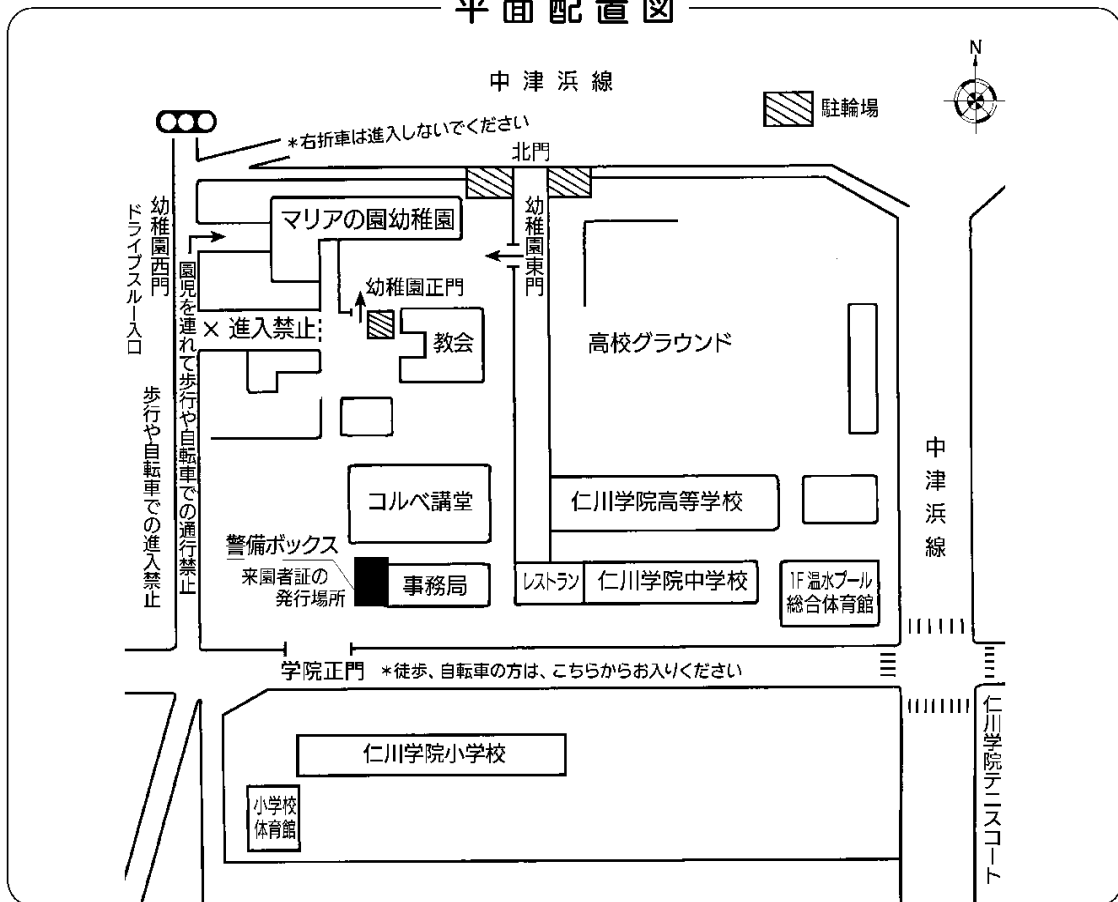 平面配置図
中津浜線
N
駐輪場
*右折車は進入しないでください
北門
幼稚園西門
ドライブスルー入口
マリアの園幼稚園
幼稚園東門
幼稚園正門
園児を連れて歩行や自転車での通行禁止
× 進入禁止
教会
高校グラウンド
歩行や自転車での進入禁止
中津浜線
コルベ講堂
仁川学院高等学校
警備ボックス
来園者証の
発行場所
事務局
レストラン
仁川学院中学校
1F温水プール
総合体育館
学院正門
*徒歩、自転車の方は、こちらからお入りください
仁川学院小学校
小学校
体育館
仁川学院テニスコート